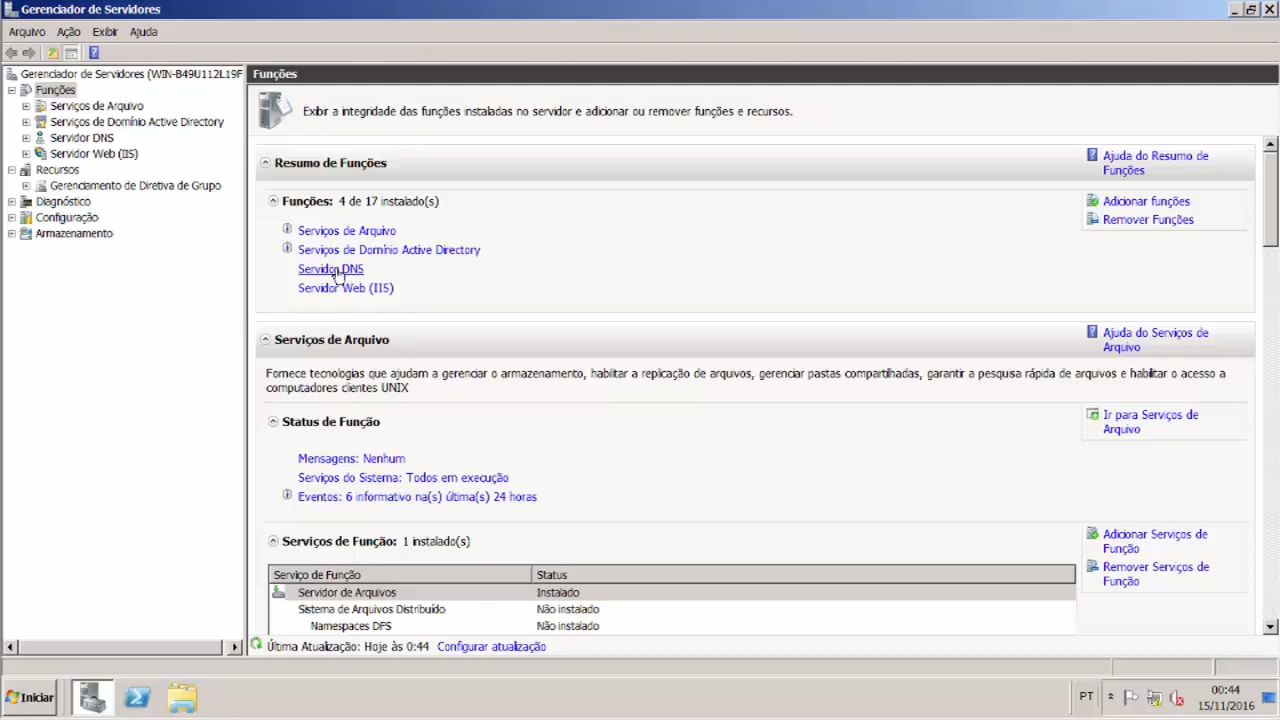 Gerenciador de Servidores
Arquivo Ação Exibir Ajuda
Gerenciador de Servidores (WIN-B49U112L19F
Funções
Serviços de Arquivo
Serviços de Domínio Active Directory
Servidor DNS
Servidor Web (IIS)
Recursos
Gerenciamento de Diretiva de Grupo
Diagnóstico
Configuração
Armazenamento
Funções
Exibir a integridade das funções instaladas no servidor e adicionar ou remover funções e recursos.
Resumo de Funções
Ajuda do Resumo de
Funções
Funções: 4 de 17 instalado(s)
Serviços de Arquivo
Serviços de Domínio Active Directory
Servidor DNS
Servidor Web (IIS)
Adicionar funções
Remover Funções
Serviços de Arquivo
Ajuda do Serviços de
Arquivo
Fornece tecnologias que ajudam a gerenciar o armazenamento, habilitar a replicação de arquivos, gerenciar pastas compartilhadas, garantir a pesquisa rápida de arquivos e habilitar o acesso a
computadores clientes UNIX
Status de Função
Ir para Serviços de
Arquivo
Mensagens: Nenhum
Serviços do Sistema: Todos em execução
Eventos: 6 informativo na(s) última(s) 24 horas
Serviços de Função: 1 instalado(s)
Adicionar Serviços de
Função
Remover Serviços de
Função
Serviço de Função Status
Servidor de Arquivos Instalado
Sistema de Arquivos Distribuído Não instalado
Namespaces DFS Não instalado
Última Atualização: Hoje às 0:44 Configurar atualização
Iniciar
PT
00:44
15/11/2016